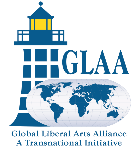 GLAA
Global Liberal Arts Alliance
A Transnational Initiative